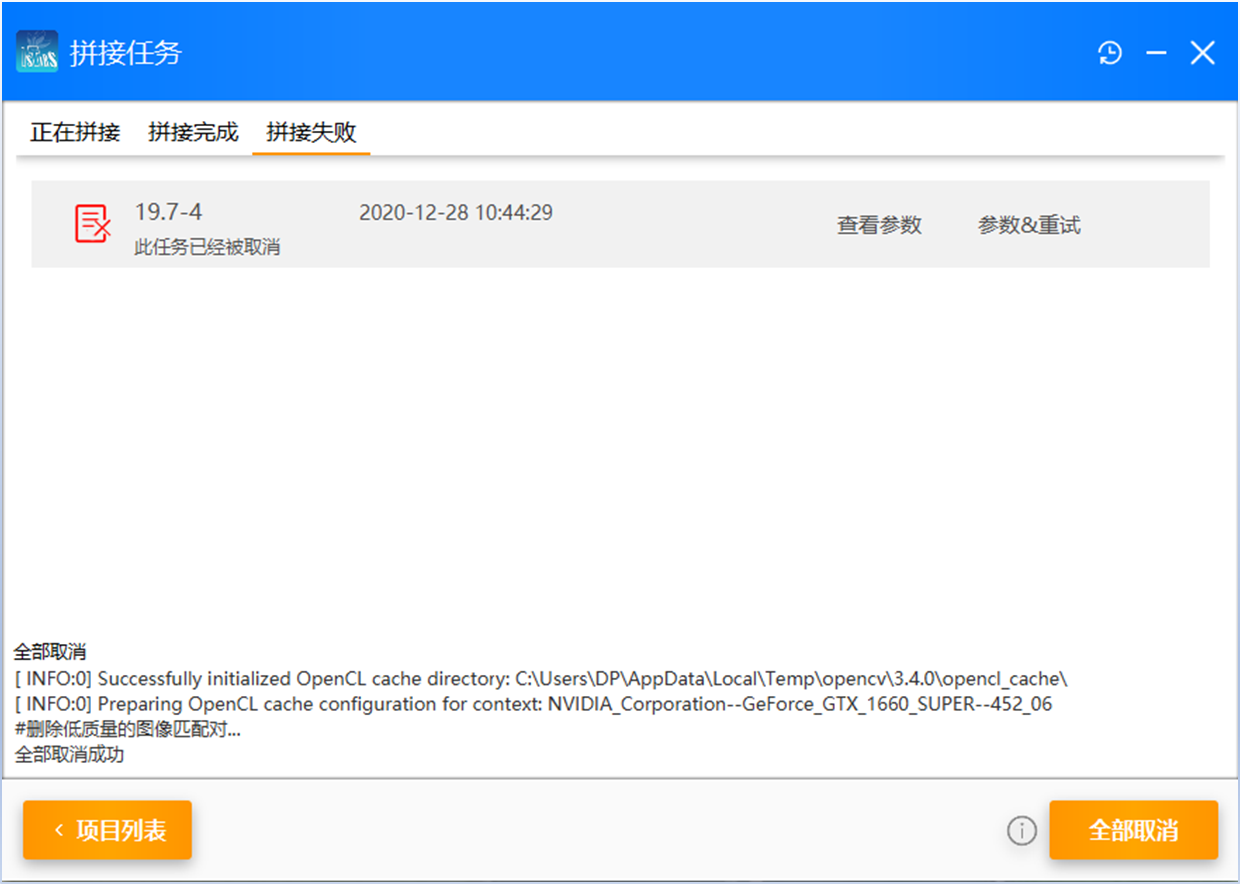 拼接任务
正在拼接 拼接完成 拼接失败
19.7-4 2020-12-28 10:44:29
查看参数 参数&重试
此任务已经被取消
全部取消
[ INFO:0] Successfully initialized OpenCL cache directory: C:\Users\DP\AppData\Local\Temp\opencv\3.4.0\opencl_cache\
[ INFO:0] Preparing OpenCL cache configuration for context: NVIDIA_Corporation--GeForce_GTX_1660_SUPER--452_06
#删除低质量的图像匹配对...
全部取消成功
项目列表 全部取消